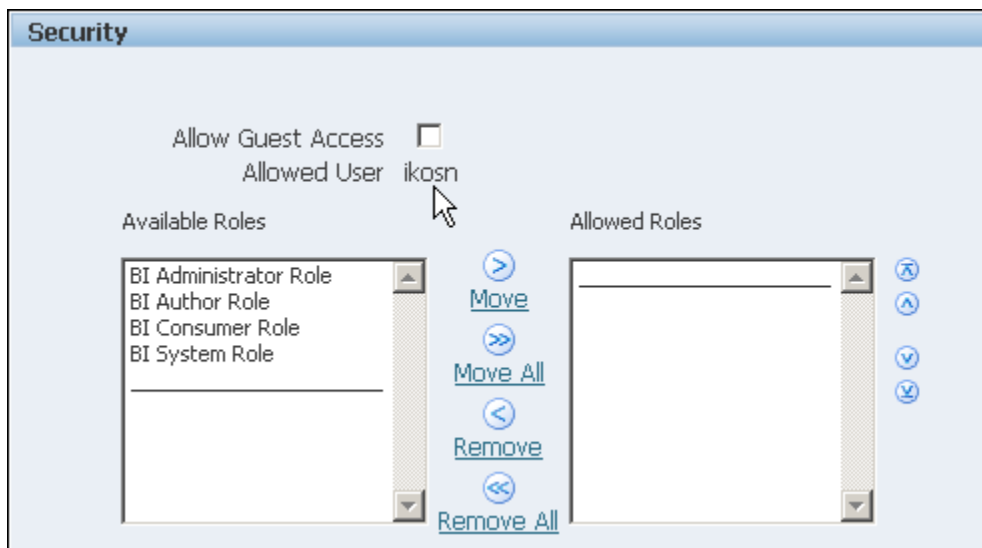 Security
Allow Guest Access
Allowed User ikosn
Available Roles
Allowed Roles
BI Administrator Role
BI Author Role
BI Consumer Role
BI System Role
Move
Move All
Remove
Remove All